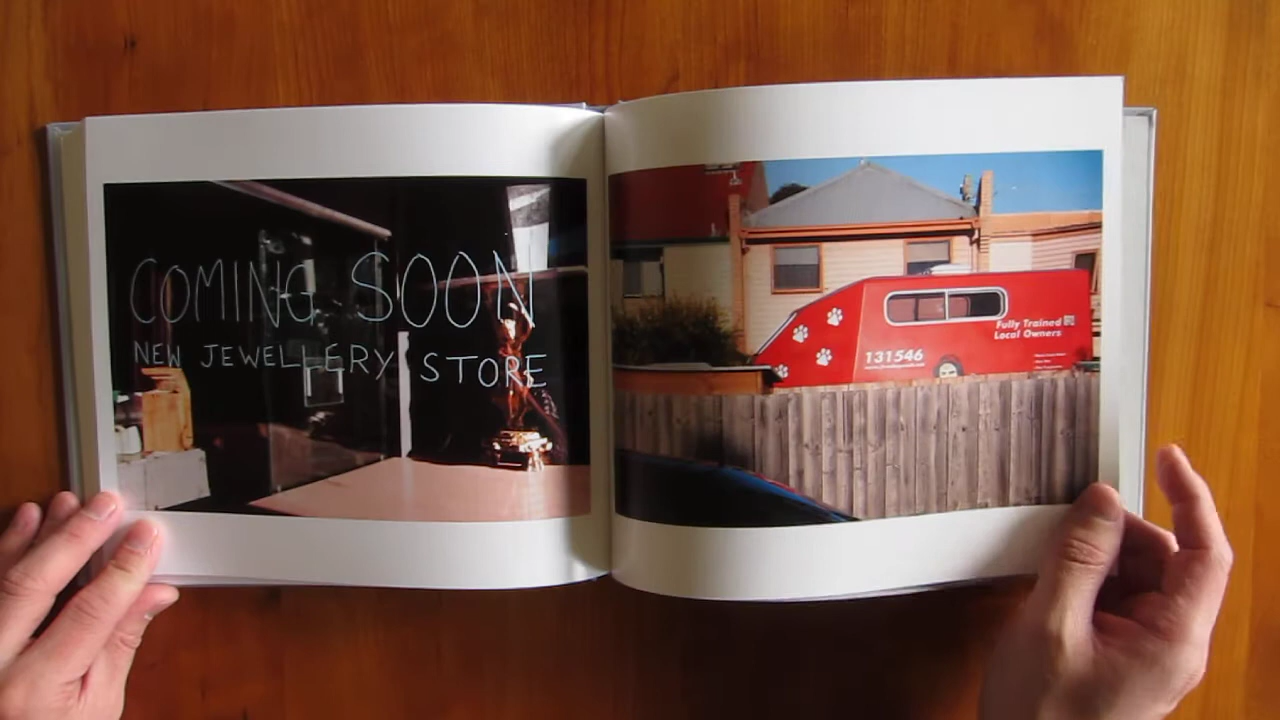 COMING SOON
NEW JEWELLERY STORE
Fully Trained
Local Owners
131546